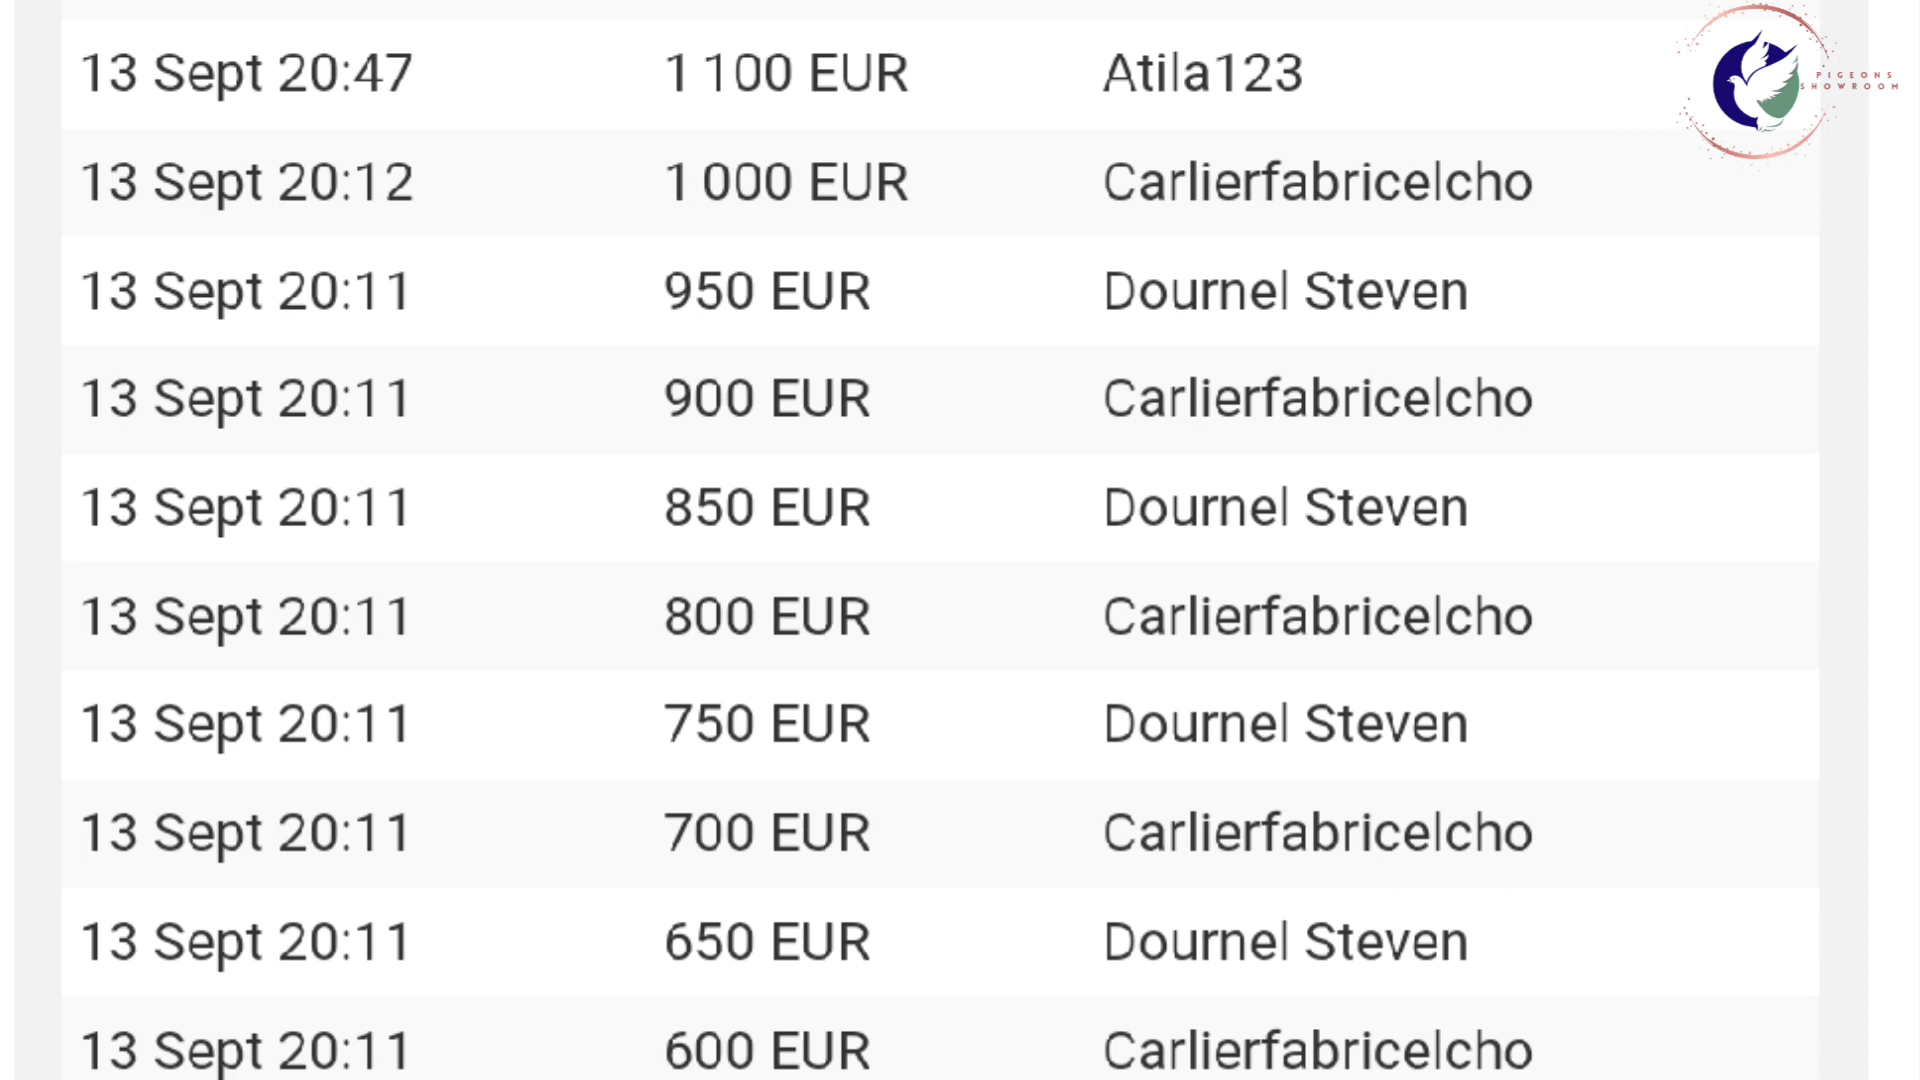 13 Sept 20:47 1 100 EUR Atila123
PIGEONS
SHOWROOM
13 Sept 20:12 1 000 EUR Carlierfabricelcho
13 Sept 20:11 950 EUR Dournel Steven
13 Sept 20:11 900 EUR Carlierfabricelcho
13 Sept 20:11 850 EUR Dournel Steven
13 Sept 20:11 800 EUR Carlierfabricelcho
13 Sept 20:11 750 EUR Dournel Steven
13 Sept 20:11 700 EUR Carlierfabricelcho
13 Sept 20:11 650 EUR Dournel Steven
13 Sept 20:11 600 EUR Carlierfabricelcho